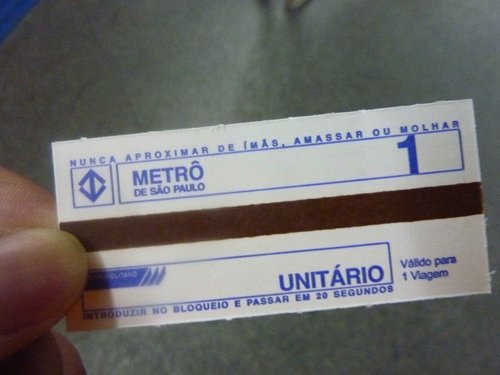 NUNCA APROXIMAR DE ÍMÃS, AMASSAR OU MOLHAR
METRÔ
DE SÃO PAULO
1
UNITÁRIO
Válido para
1 Viagem
INTRODUZIR NO BLOQUEIO E PASSAR EM 20 SEGUNDOS